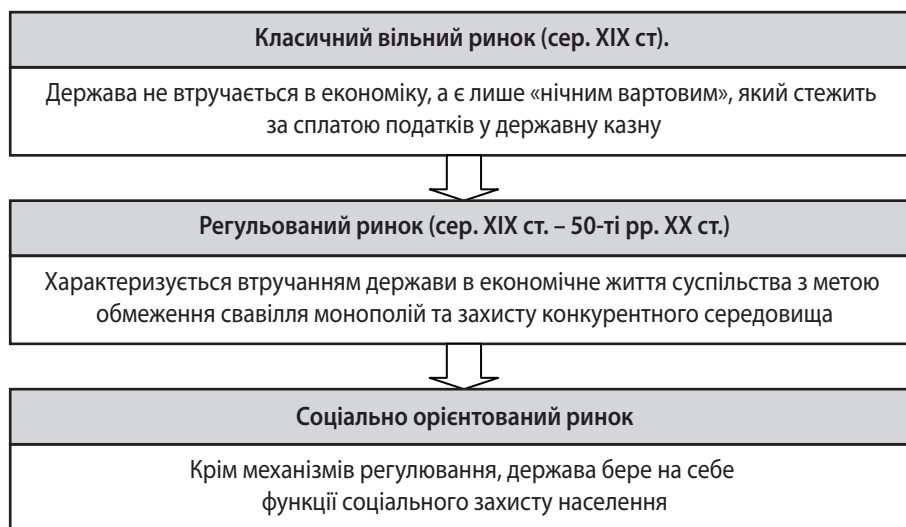 Класичний вільний ринок (сер. XIX ст).
Держава не втручається в економіку, а є лише «нічним вартовим», який стежить
за сплатою податків у державну казну
Регульований ринок (сер. XIX ст. – 50-ті рр. XX ст.)
Характеризується втручанням держави в економічне життя суспільства з метою
обмеження свавілля монополій та захисту конкурентного середовища
Соціально орієнтований ринок
Крім механізмів регулювання, держава бере на себе
функції соціального захисту населення